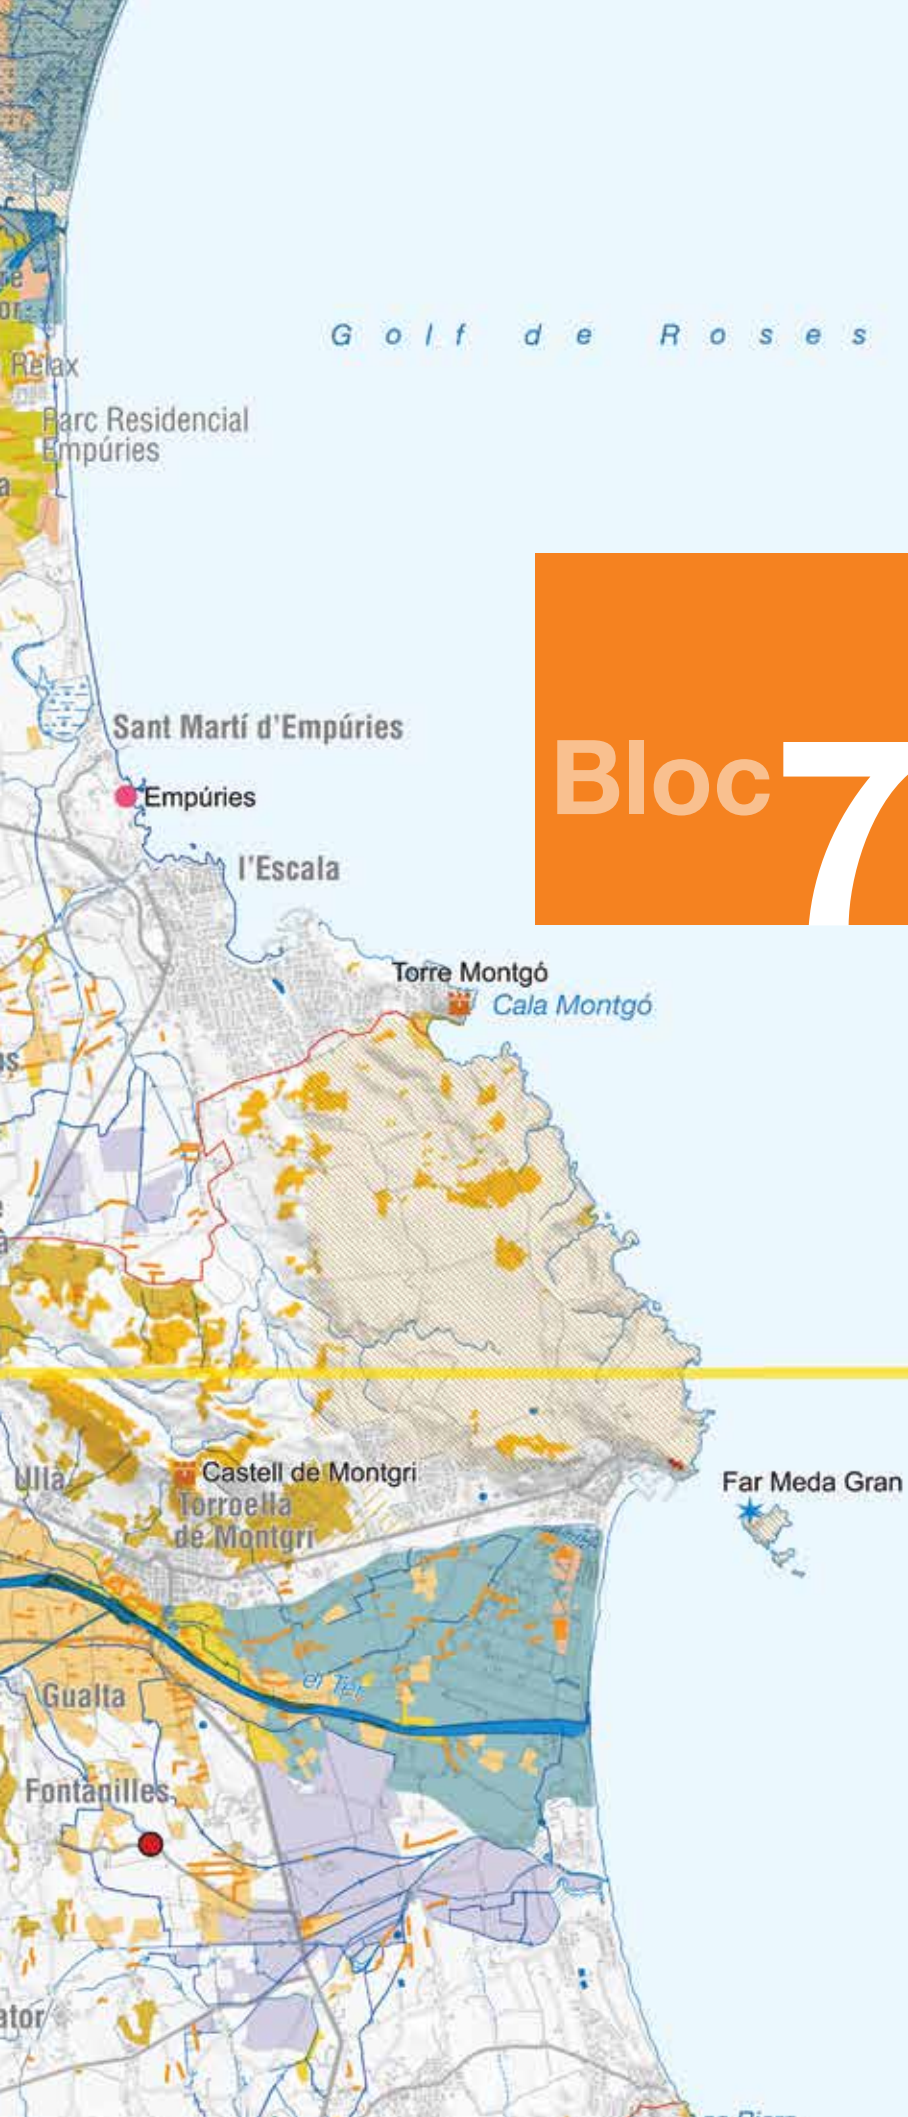 Golf de Roses
Relax
Parc Residencial
Empúries
Sant Martí d'Empúries
Bloc 7
Empúries
l'Escala
Torre Montgó
Cala Montgó
Ullà
Castell de Montgrí
Torroella
de Montgrí
Far Meda Gran
el Ter
Gualta
Fontanilles